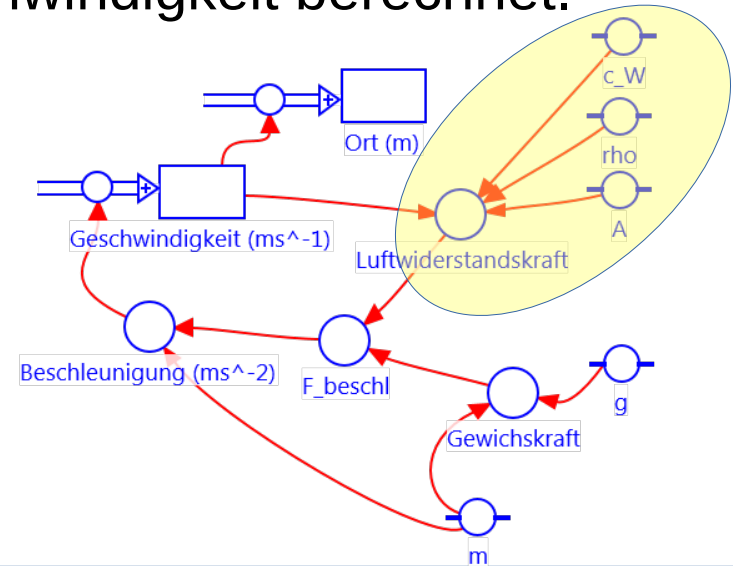 windigkeit berechnet.
c_W
Ort (m)
rho
A
Geschwindigkeit (ms^-1)
Luftwiderstandskraft
Beschleunigung (ms^-2)
F_beschl
g
Gewichskraft
m